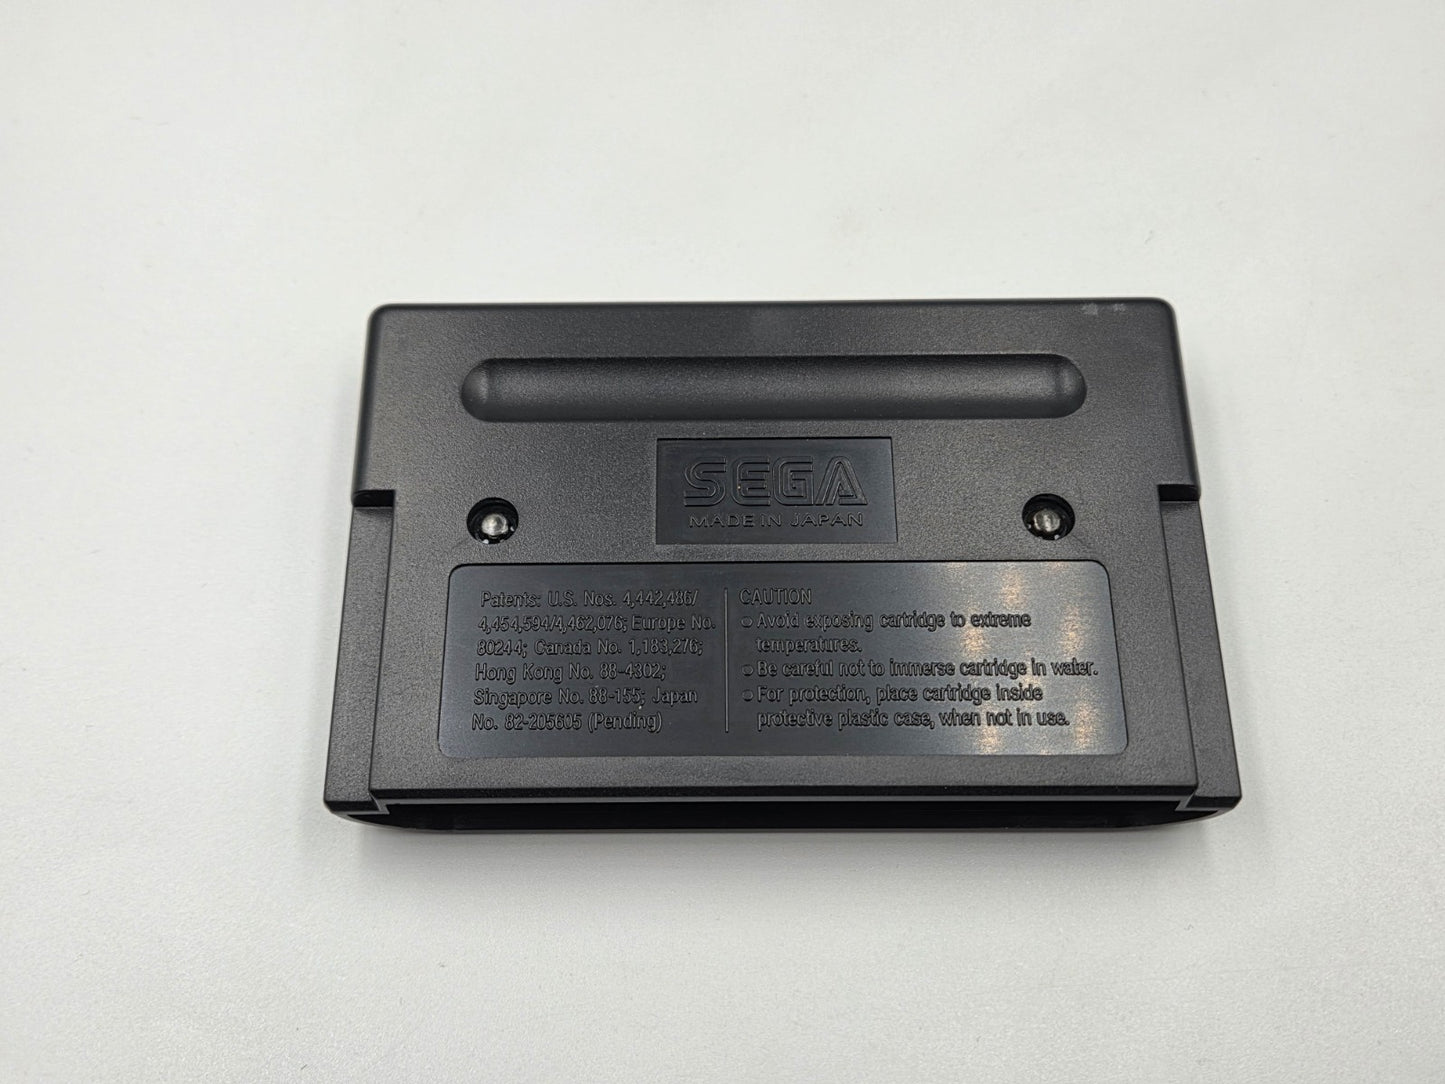 SEGA
MADE IN JAPAN
Patents: U.S. Nos. 4,442,486/
4,454,594/4,462,076; Europe No.
80244; Canada No. 1,183,276;
Hong Kong No. 88-4302;
Singapore No. 88-155; Japan
No. 82-205605 (Pending)
CAUTION
○ Avoid exposing cartridge to extreme
temperatures.
○ Be careful not to immerse cartridge in water.
○ For protection, place cartridge inside
protective plastic case, when not in use.